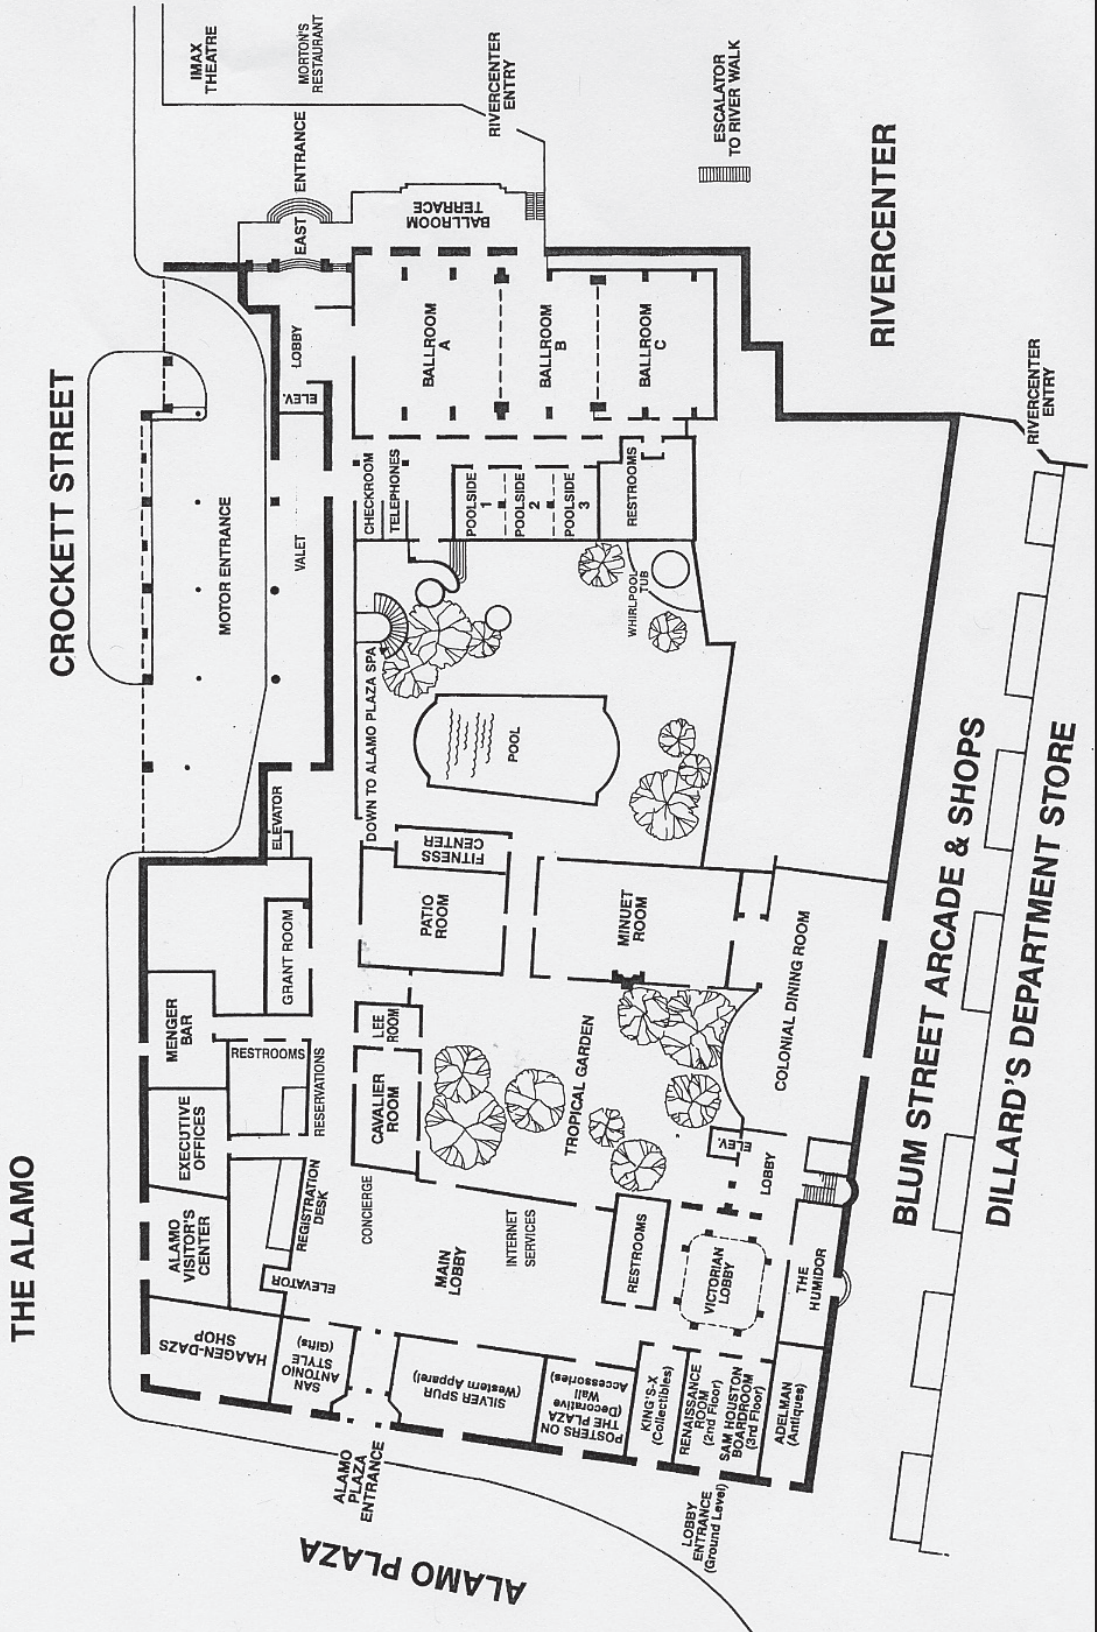 THE ALAMO
CROCKETT STREET
IMAX
THEATRE
MORTON'S
RESTAURANT
HAAGEN-DAZS
SHOP
ALAMO
VISITOR'S
CENTER
EXECUTIVE
OFFICES
MENGER
BAR
MOTOR ENTRANCE
EAST ENTRANCE
SAN
ANTONIO
STYLE
(Gifts)
ELEVATOR
REGISTRATION
DESK
RESTROOMS
RESERVATIONS
GRANT ROOM
ELEVATOR
VALET
ELEV.
LOBBY
ALAMO PLAZA
ALAMO
PLAZA
ENTRANCE
CONCIERGE
CAVALIER
ROOM
LEE
ROOM
PATIO
ROOM
FITNESS
CENTER
DOWN TO ALAMO PLAZA SPA
CHECKROOM
TELEPHONES
BALLROOM
A
BALLROOM
TERRACE
RIVERCENTER
ENTRY
SILVER SPUR
(Western Apparel)
MAIN
LOBBY
INTERNET
SERVICES
TROPICAL GARDEN
POOL
POOLSIDE
1
POOLSIDE
2
POOLSIDE
3
BALLROOM
B
POSTERS ON
THE PLAZA
(Decorative
Wall
Accessories)
KING'S-X
(Collectibles)
RESTROOMS
MINUET
ROOM
WHIRLPOOL
TUB
RESTROOMS
BALLROOM
C
LOBBY
ENTRANCE
(Ground Level)
RENAISSANCE
ROOM
(2nd Floor)
SAM HOUSTON
BOARDROOM
(3rd Floor)
VICTORIAN
LOBBY
ELEV.
LOBBY
ESCALATOR
TO RIVER WALK
ADELMAN
(Antiques)
THE
HUMIDOR
COLONIAL DINING ROOM
RIVERCENTER
BLUM STREET ARCADE & SHOPS
DILLARD'S DEPARTMENT STORE
RIVERCENTER
ENTRY